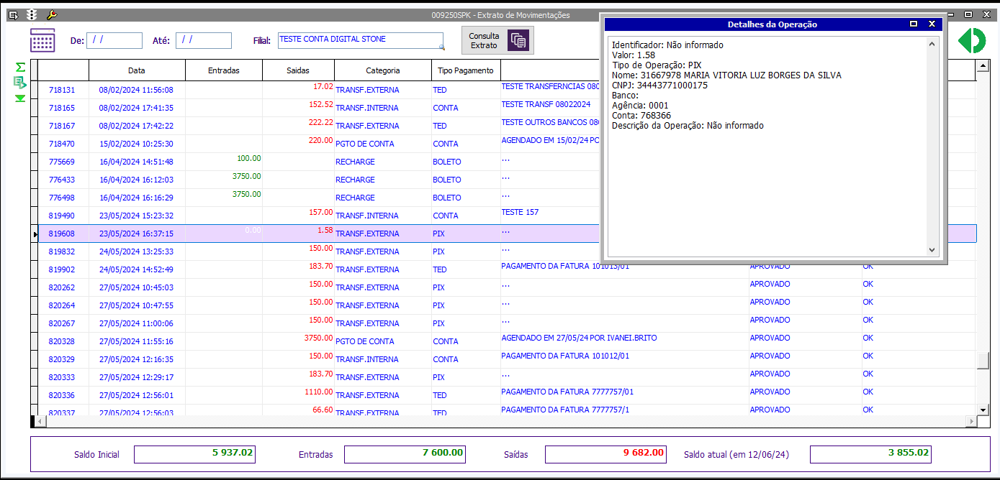 009250SPK - Extrato de Movimentações
De: / / Até: / / Filial: TESTE CONTA DIGITAL STONE Consulta Extrato
Detalhes da Operação
Identificador: Não informado
Valor: 1.58
Tipo de Operação: PIX
Nome: 31667978 MARIA VITORIA LUZ BORGES DA SILVA
CNPJ: 34443771000175
Banco:
Agência: 0001
Conta: 768366
Descrição da Operação: Não informado
Data Entradas Saidas Categoria Tipo Pagamento
718131 08/02/2024 11:56:08 17.02 TRANSF.EXTERNA TED TESTE TRANSFERNCIAS 080
718165 08/02/2024 17:41:35 152.52 TRANSF.INTERNA CONTA TESTE TRANSF 08022024
718167 08/02/2024 17:42:22 222.22 TRANSF.EXTERNA TED TESTE OUTROS BANCOS 080
718470 15/02/2024 10:25:30 220.00 PGTO DE CONTA CONTA AGENDADO EM 15/02/24 PO
775669 16/04/2024 14:51:48 100.00 RECHARGE BOLETO ...
776433 16/04/2024 16:12:03 3750.00 RECHARGE BOLETO ...
776498 16/04/2024 16:16:29 3750.00 RECHARGE BOLETO ...
819490 23/05/2024 15:23:32 157.00 TRANSF.INTERNA CONTA TESTE 157
819608 23/05/2024 16:37:15 0.00 1.58 TRANSF.EXTERNA PIX ...
819832 24/05/2024 13:25:33 150.00 TRANSF.EXTERNA PIX ...
819902 24/05/2024 14:52:49 183.70 TRANSF.EXTERNA TED PAGAMENTO DA FATURA 101013/01 APROVADO OK
820262 27/05/2024 10:45:03 150.00 TRANSF.EXTERNA PIX ... APROVADO OK
820264 27/05/2024 10:47:55 150.00 TRANSF.EXTERNA PIX ... APROVADO OK
820267 27/05/2024 11:00:06 150.00 TRANSF.EXTERNA PIX ... APROVADO OK
820328 27/05/2024 11:55:16 3750.00 PGTO DE CONTA CONTA AGENDADO EM 27/05/24 POR IVANEI.BRITO APROVADO OK
820329 27/05/2024 12:16:35 150.00 TRANSF.INTERNA CONTA PAGAMENTO DA FATURA 101012/01 APROVADO OK
820333 27/05/2024 12:29:17 183.70 TRANSF.EXTERNA PIX ... APROVADO OK
820336 27/05/2024 12:56:01 1110.00 TRANSF.EXTERNA TED PAGAMENTO DA FATURA 7777757/01 APROVADO OK
820337 27/05/2024 12:56:03 66.60 TRANSF.EXTERNA TED PAGAMENTO DA FATURA 7777757/1 APROVADO OK
Saldo Inicial 5 937.02 Entradas 7 600.00 Saídas 9 682.00 Saldo atual (em 12/06/24) 3 855.02